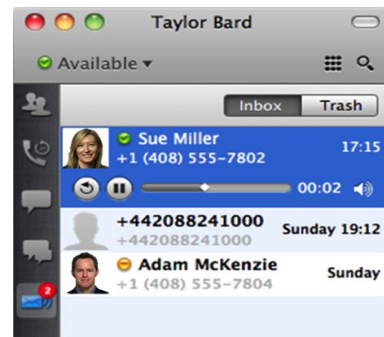 Taylor Bard
Available
Inbox Trash
Sue Miller 17:15
+1 (408) 555-7802
00:02
+442088241000 Sunday 19:12
+442088241000
Adam McKenzie Sunday
+1 (408) 555-7804
2